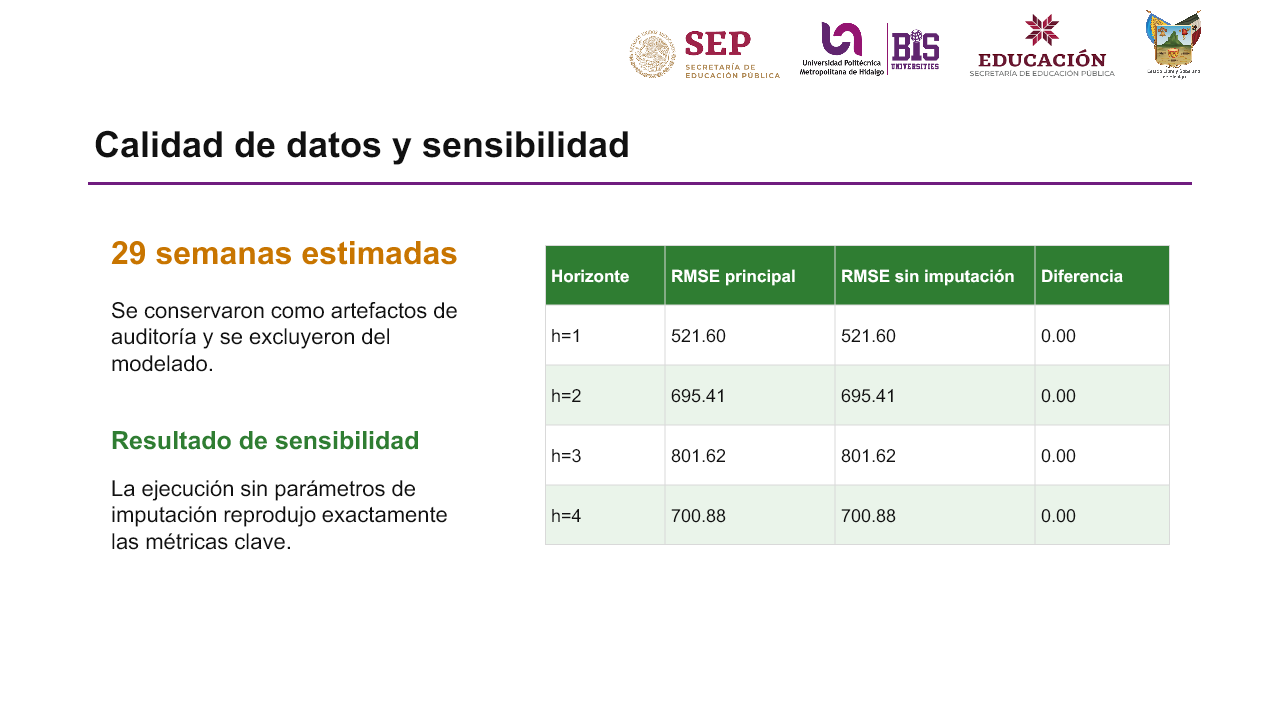 SEP
SECRETARÍA DE
EDUCACIÓN PÚBLICA
Universidad Politécnica
Metropolitana de Hidalgo
BIS
UNIVERSITIES
EDUCACIÓN
SECRETARÍA DE EDUCACIÓN PÚBLICA
Calidad de datos y sensibilidad
29 semanas estimadas
Se conservaron como artefactos de
auditoría y se excluyeron del
modelado.
Resultado de sensibilidad
La ejecución sin parámetros de
imputación reprodujo exactamente
las métricas clave.
Horizonte RMSE principal RMSE sin imputación Diferencia
h=1 521.60 521.60 0.00
h=2 695.41 695.41 0.00
h=3 801.62 801.62 0.00
h=4 700.88 700.88 0.00